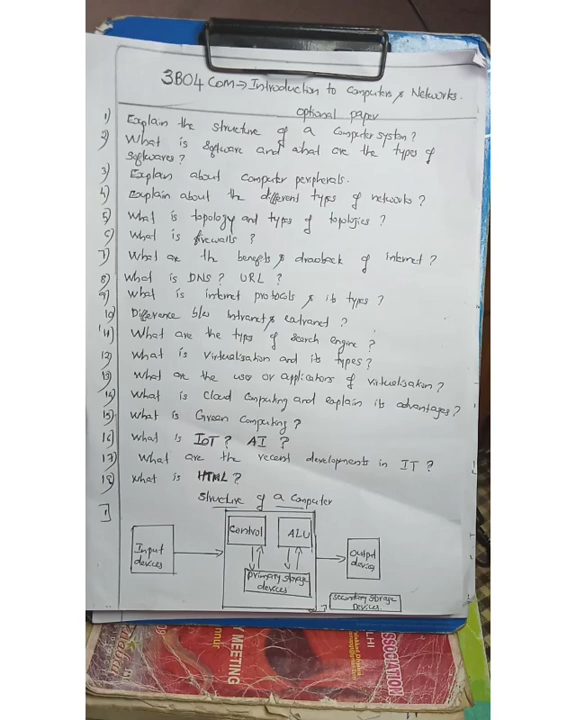 3B04 Com → Introduction to Computers & Networks.
optional paper
1) Explain the structure of a Computer system?
2) What is software and what are the types of
softwares?
3) Explain about computer peripherals.
4) Explain about the different types of networks?
5) What is topology and types of topologies?
6) What is firewalls?
7) What are the benefits & drawback of internet?
8) What is DNS? URL?
9) What is internet protocols & its types?
10) Difference b/w Intranet & extranet?
11) What are the types of search engine?
12) What is virtualisation and its types?
13) What are the uses or applications of virtualisation?
14) What is Cloud Computing and explain its advantages?
15) What is Green Computing?
16) What is IoT? AI?
17) What are the recent developments in IT?
18) What is HTML?
Structure of a Computer
1]
Control
ALU
Input
devices
Output
devices
primary storage
devices
secondary storage
Devices.
MEETING
ASSOCIATION